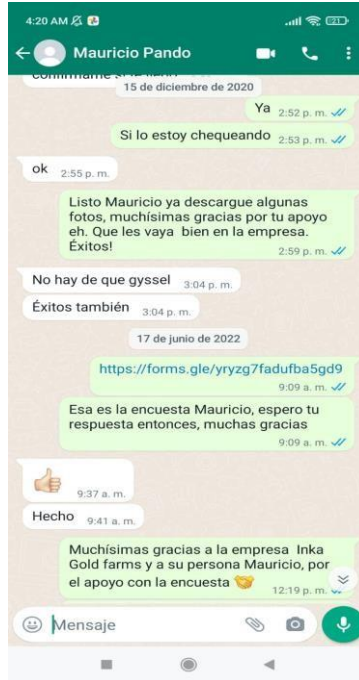 4:20 AM
Mauricio Pando
15 de diciembre de 2020
Ya 2:52 p. m.
Si lo estoy chequeando 2:53 p. m.
ok 2:55 p. m.
Listo Mauricio ya descargue algunas
fotos, muchísimas gracias por tu apoyo
eh. Que les vaya bien en la empresa.
Éxitos!
2:59 p. m.
No hay de que gyssel 3:04 p. m.
Éxitos también 3:04 p. m.
17 de junio de 2022
https://forms.gle/yryzg7fadufba5gd9
9:09 a. m.
Esa es la encuesta Mauricio, espero tu
respuesta entonces, muchas gracias
9:09 a. m.
9:37 a. m.
Hecho 9:41 a. m.
Muchísimas gracias a la empresa Inka
Gold farms y a su persona Mauricio, por
el apoyo con la encuesta
12:19 p. m.
Mensaje